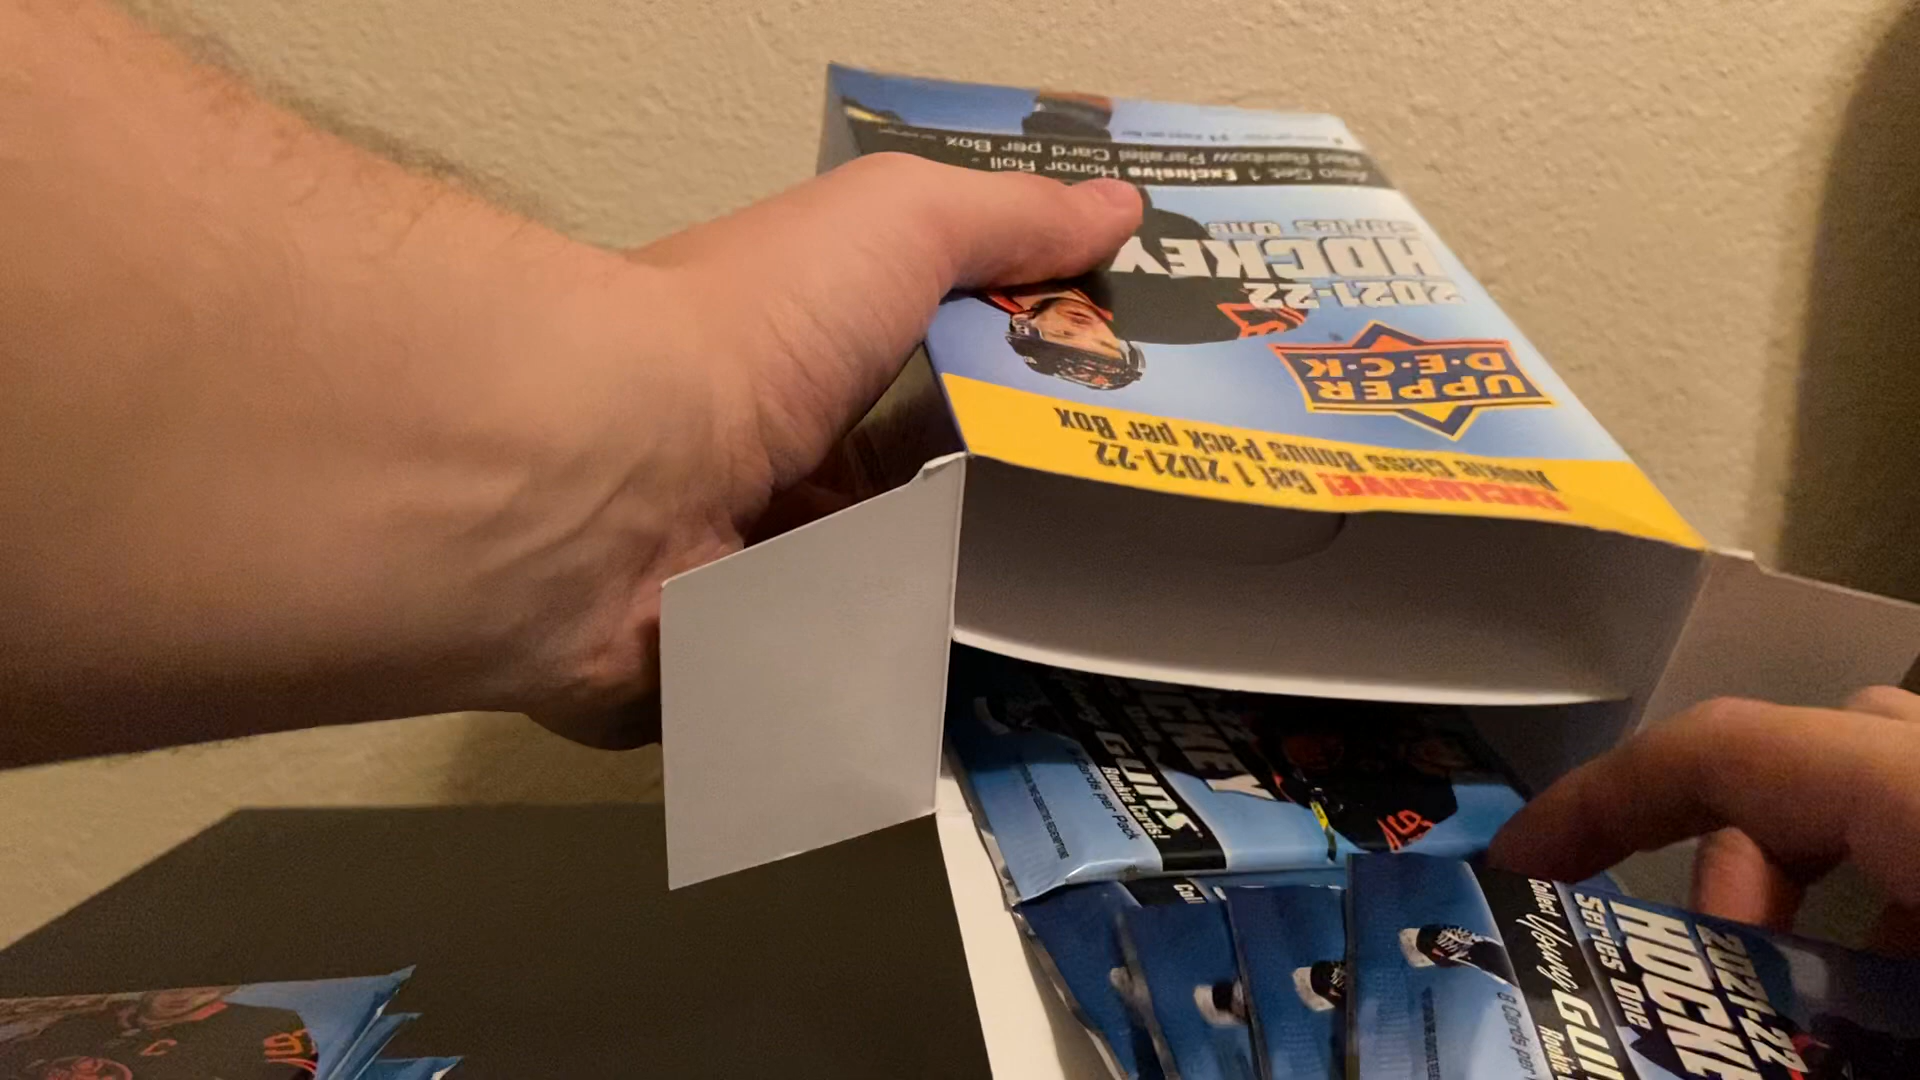 EXCLUSIVE! Get 1 2021-22
Rookie Class Bonus Pack per Box
UPPER
D·E·C·K
2021-22
HOCKEY
SERIES ONE
Also Get 1 Exclusive Honor Roll -
Red Rainbow Parallel Card per Box
HOCKEY
Young GUNS
Rookie Cards!
Cards per Pack
2021-22
HOCKEY
Series One
Collect Young GUNS
Rookie
8 Cards per
Coll